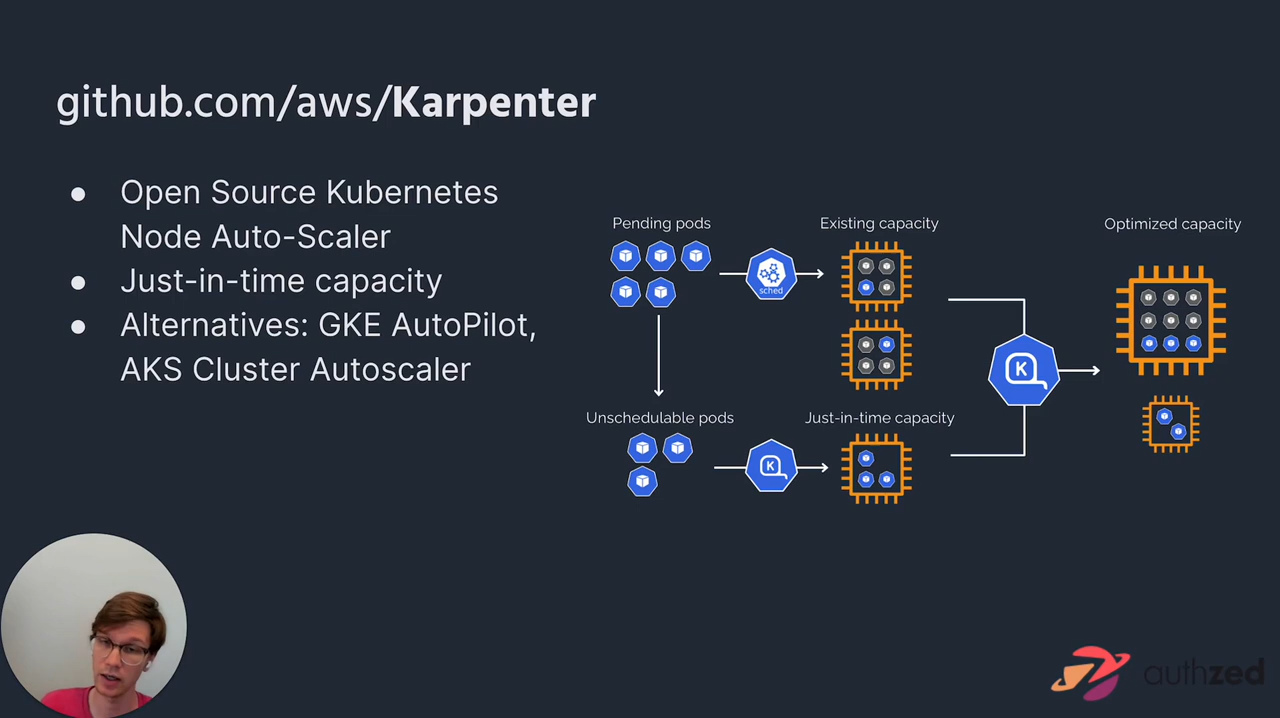 github.com/aws/Karpenter
● Open Source Kubernetes
Node Auto-Scaler
● Just-in-time capacity
● Alternatives: GKE AutoPilot,
AKS Cluster Autoscaler
Pending pods
Existing capacity
Optimized capacity
sched
K
Unschedulable pods
Just-in-time capacity
K
authzed